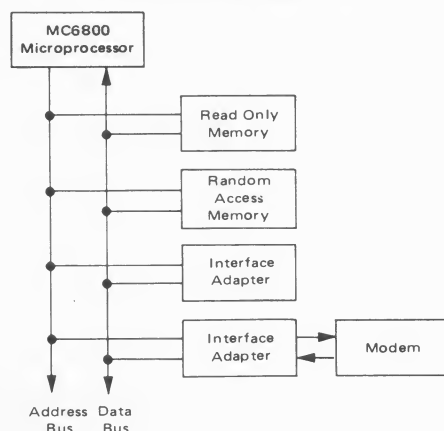 MC6800
Microprocessor
Read Only
Memory
Random
Access
Memory
Interface
Adapter
Interface
Adapter
Modem
Address Data
Bus Bus